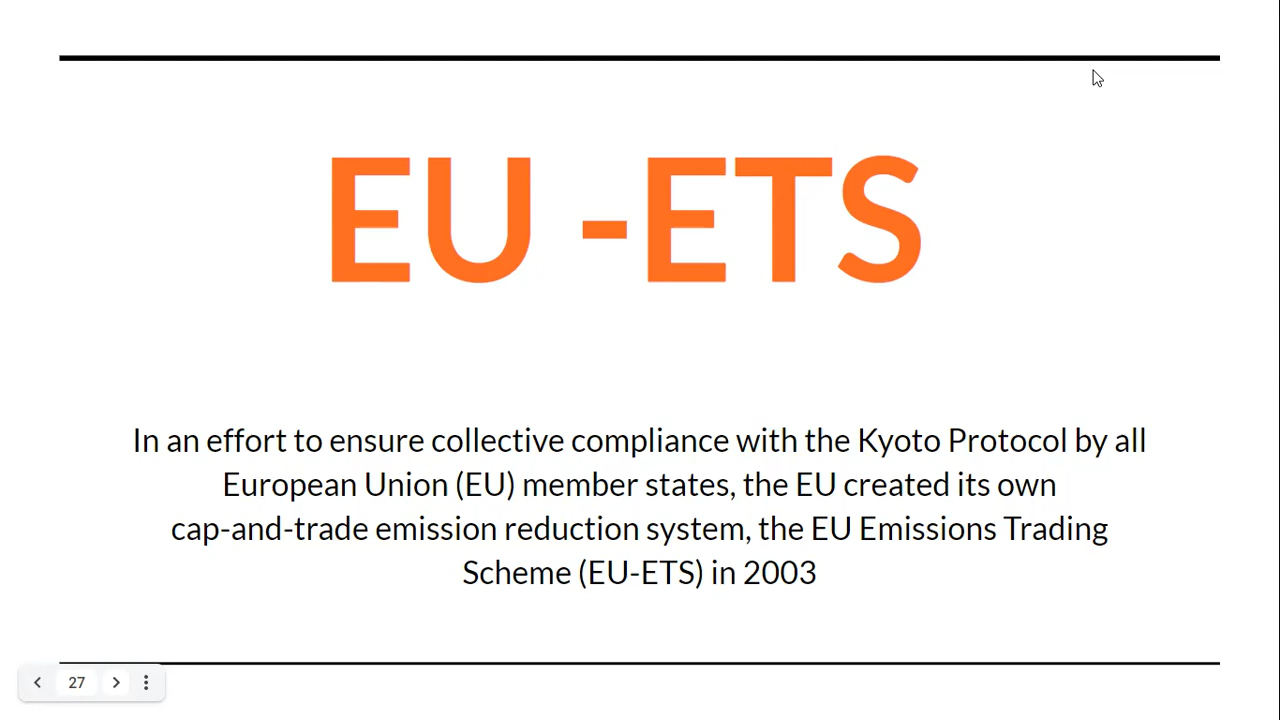 EU -ETS
In an effort to ensure collective compliance with the Kyoto Protocol by all
European Union (EU) member states, the EU created its own
cap-and-trade emission reduction system, the EU Emissions Trading
Scheme (EU-ETS) in 2003
27